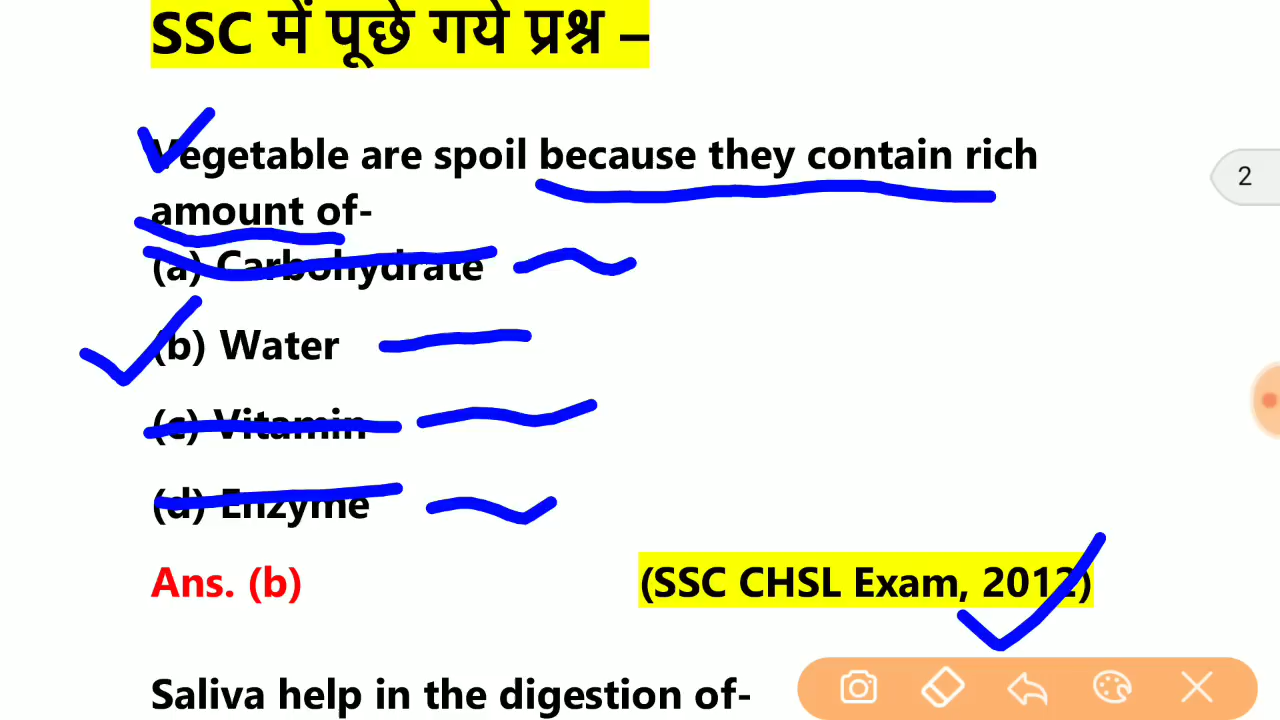 SSC में पूछे गये प्रश्न –
Vegetable are spoil because they contain rich
amount of-
(a) Carbohydrate
(b) Water
(c) Vitamin
(d) Enzyme
Ans. (b) (SSC CHSL Exam, 2012)
Saliva help in the digestion of-
2